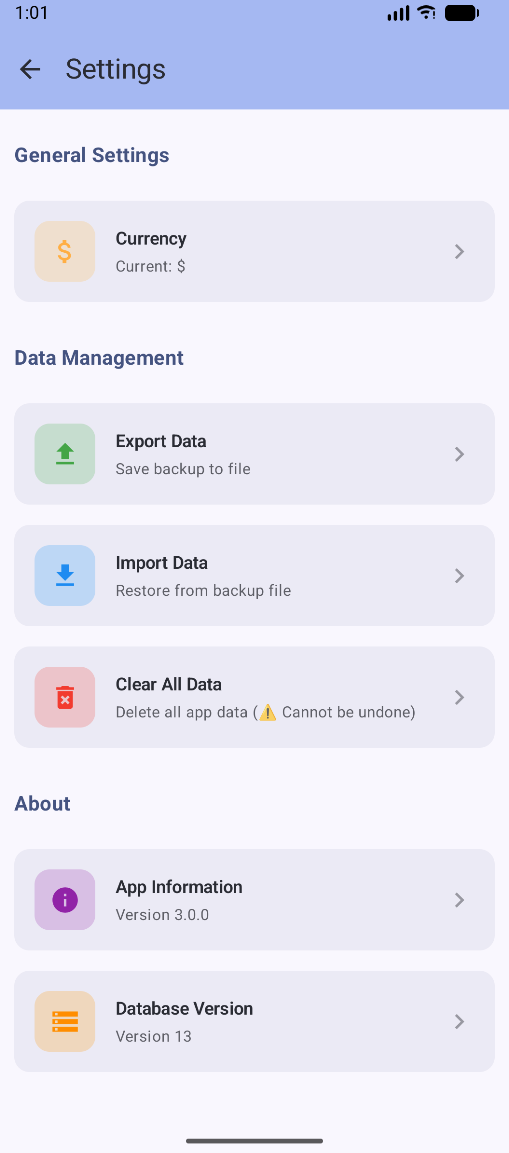 1:01
Settings
General Settings
Currency
Current: $
Data Management
Export Data
Save backup to file
Import Data
Restore from backup file
Clear All Data
Delete all app data (⚠️ Cannot be undone)
About
App Information
Version 3.0.0
Database Version
Version 13